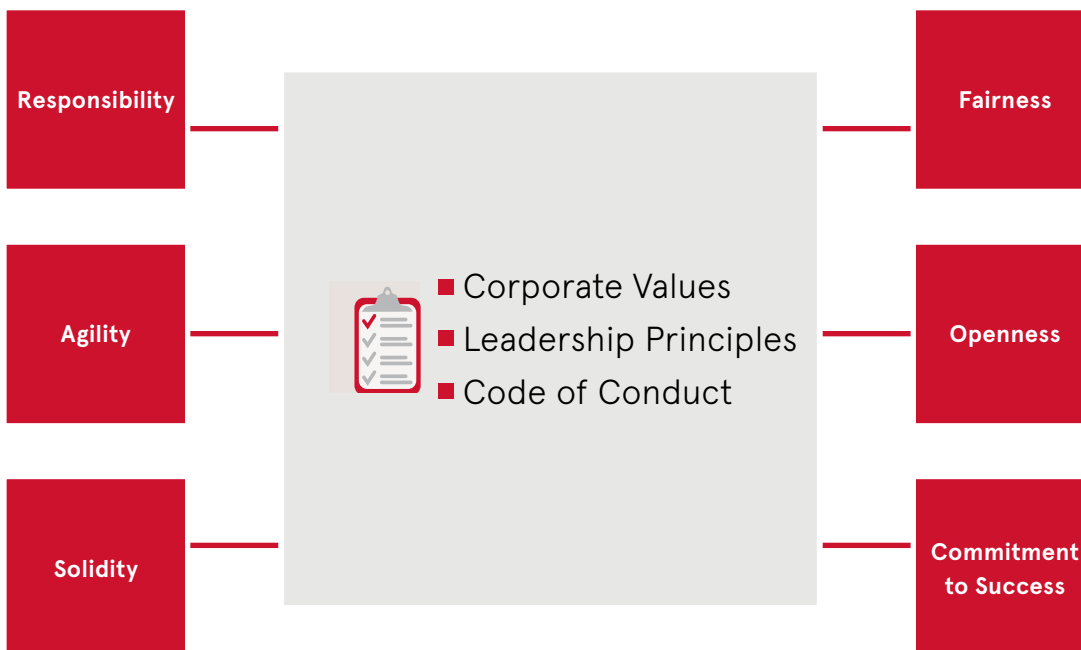 Responsibility
Fairness
Corporate Values
Agility
Leadership Principles
Openness
Code of Conduct
Solidity
Commitment
to Success